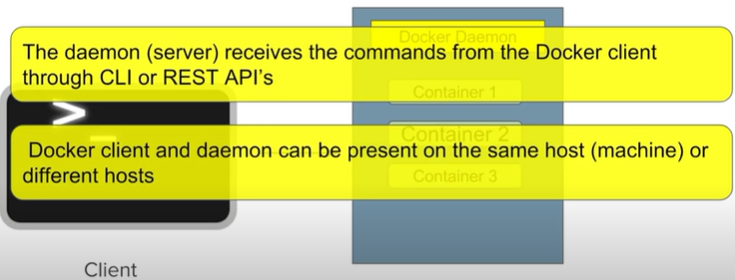 Docker Daemon
The daemon (server) receives the commands from the Docker client
through CLI or REST API's
Container 1
>_
Container 2
Docker client and daemon can be present on the same host (machine) or
different hosts
Container 3
Client